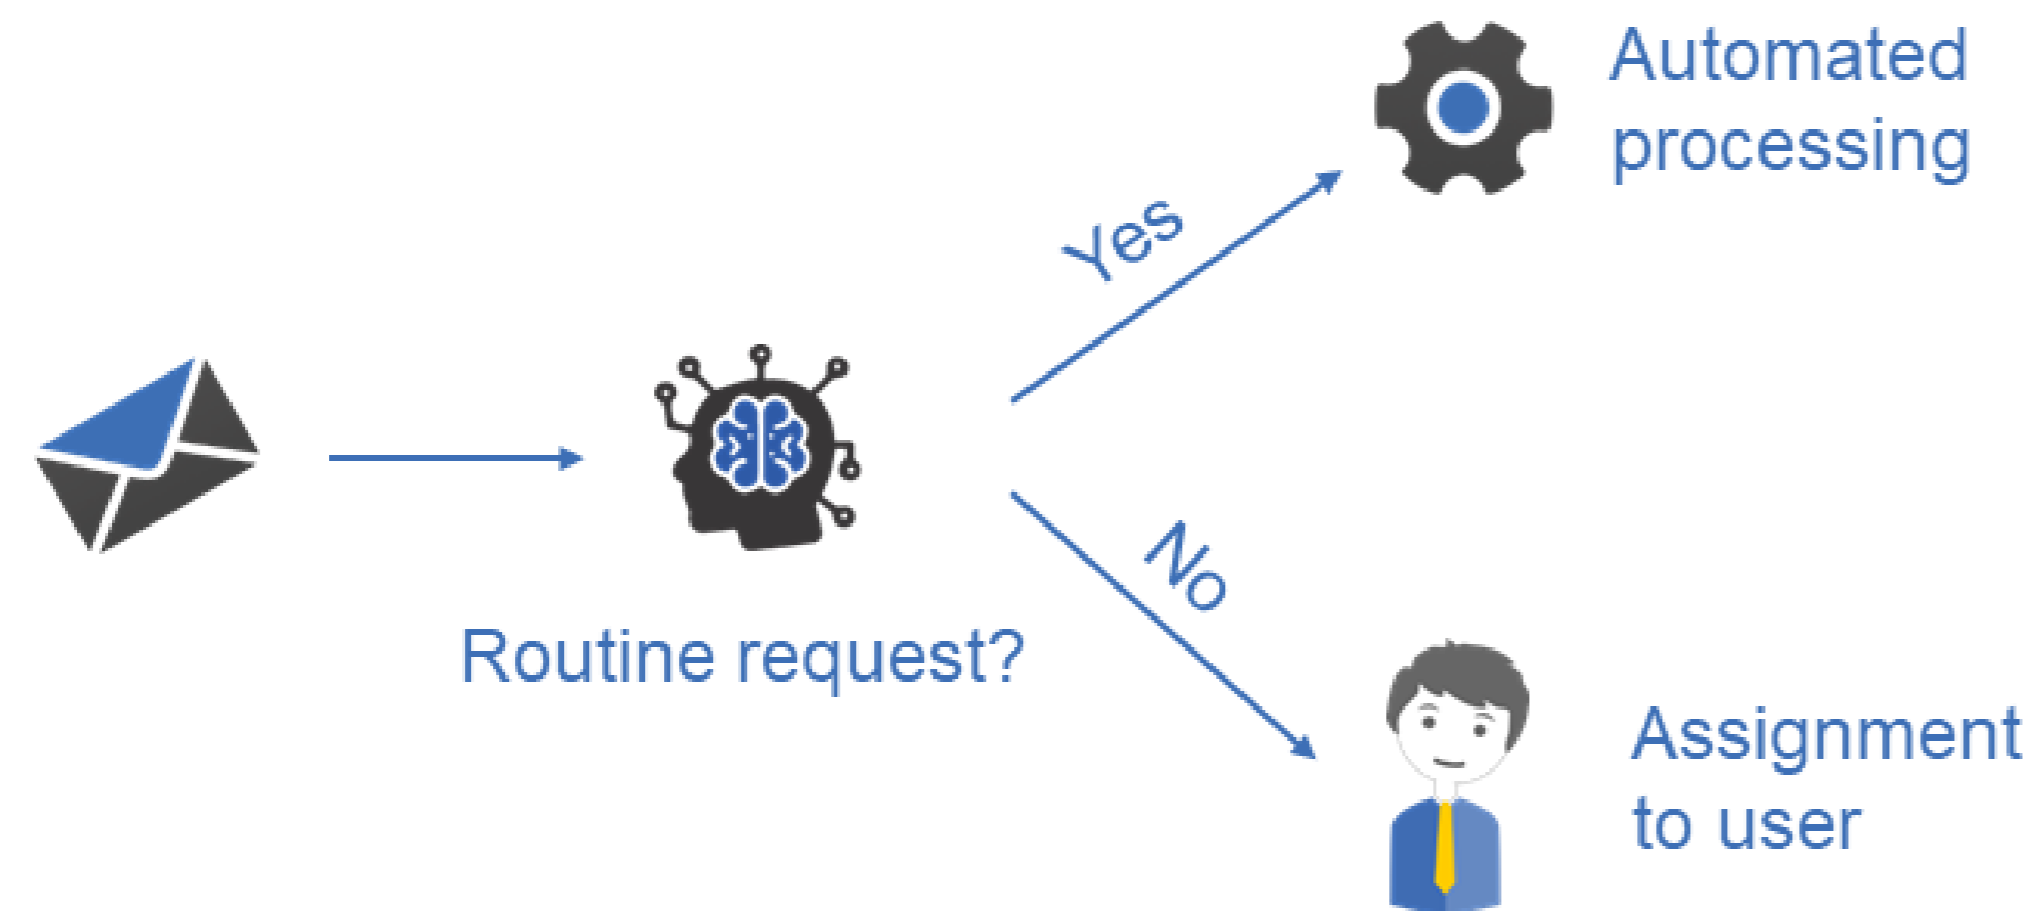 Automated
processing
Yes
Routine request?
No
Assignment
to user